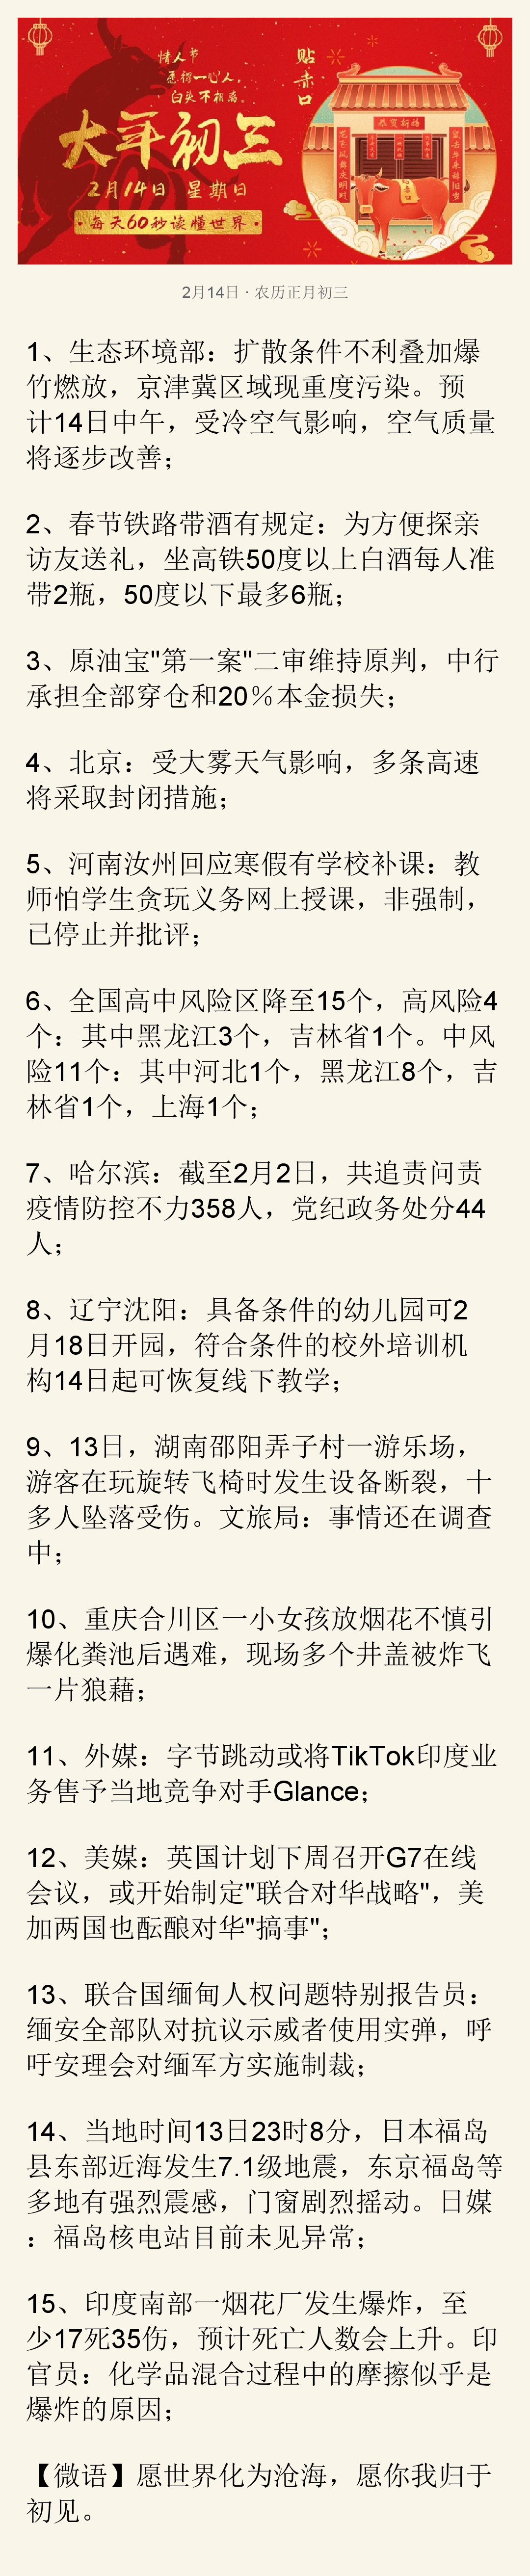 情人节
愿得一心人，
白头不相离。
贴赤口
大年初三
2月14日 星期日
·每天60秒读懂世界·
恭贺新禧
2月14日 · 农历正月初三
1、生态环境部：扩散条件不利叠加爆
竹燃放，京津冀区域现重度污染。预
计14日中午，受冷空气影响，空气质量
将逐步改善；
2、春节铁路带酒有规定：为方便探亲
访友送礼，坐高铁50度以上白酒每人准
带2瓶，50度以下最多6瓶；
3、原油宝"第一案"二审维持原判，中行
承担全部穿仓和20%本金损失；
4、北京：受大雾天气影响，多条高速
将采取封闭措施；
5、河南汝州回应寒假有学校补课：教
师怕学生贪玩义务网上授课，非强制，
已停止并批评；
6、全国高中风险区降至15个，高风险4
个：其中黑龙江3个，吉林省1个。中风
险11个：其中河北1个，黑龙江8个，吉
林省1个，上海1个；
7、哈尔滨：截至2月2日，共追责问责
疫情防控不力358人，党纪政务处分44
人；
8、辽宁沈阳：具备条件的幼儿园可2
月18日开园，符合条件的校外培训机
构14日起可恢复线下教学；
9、13日，湖南邵阳弄子村一游乐场，
游客在玩旋转飞椅时发生设备断裂，十
多人坠落受伤。文旅局：事情还在调查
中；
10、重庆合川区一小女孩放烟花不慎引
爆化粪池后遇难，现场多个井盖被炸飞
一片狼藉；
11、外媒：字节跳动或将TikTok印度业
务售予当地竞争对手Glance；
12、美媒：英国计划下周召开G7在线
会议，或开始制定"联合对华战略"，美
加两国也酝酿对华"搞事"；
13、联合国缅甸人权问题特别报告员：
缅安全部队对抗议示威者使用实弹，呼
吁安理会对缅军方实施制裁；
14、当地时间13日23时8分，日本福岛
县东部近海发生7.1级地震，东京福岛等
多地有强烈震感，门窗剧烈摇动。日媒
：福岛核电站目前未见异常；
15、印度南部一烟花厂发生爆炸，至
少17死35伤，预计死亡人数会上升。印
官员：化学品混合过程中的摩擦似乎是
爆炸的原因；
【微语】愿世界化为沧海，愿你我归于
初见。